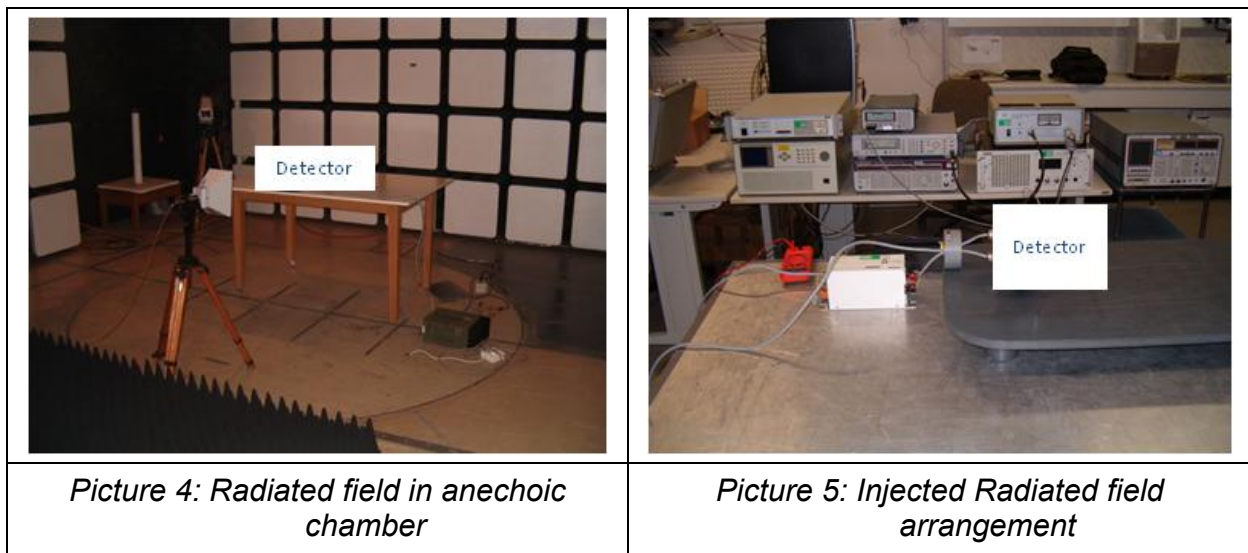 Detector
Detector
Picture 4: Radiated field in anechoic
chamber
Picture 5: Injected Radiated field
arrangement